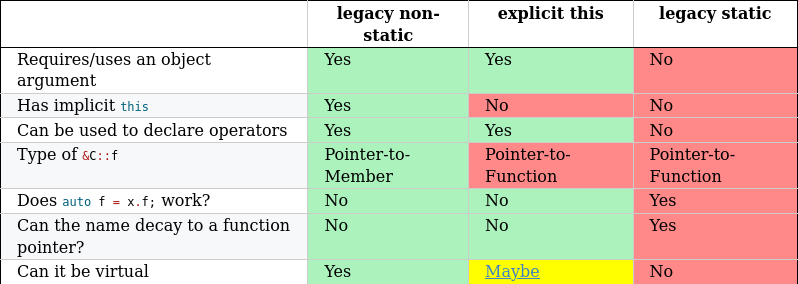 legacy non-static explicit this legacy static
Requires/uses an object argument Yes Yes No
Has implicit this Yes No No
Can be used to declare operators Yes Yes No
Type of &C::f Pointer-to-Member Pointer-to-Function Pointer-to-Function
Does auto f = x.f; work? No No Yes
Can the name decay to a function pointer? No No Yes
Can it be virtual Yes Maybe No